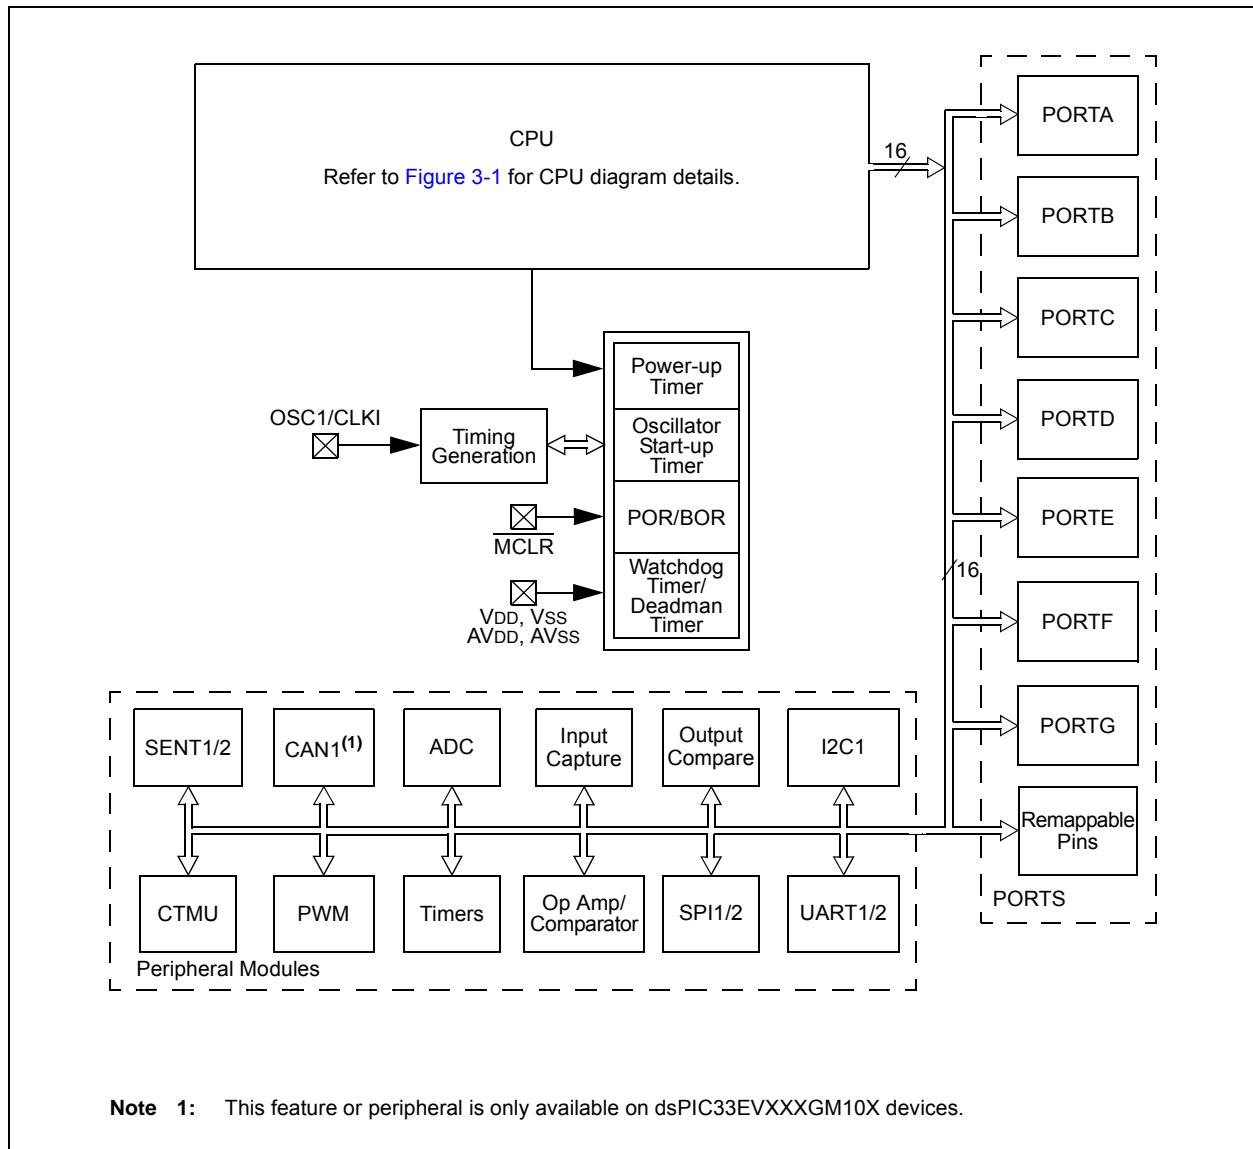 CPU
Refer to Figure 3-1 for CPU diagram details.
16
PORTA
PORTB
PORTC
PORTD
PORTE
16
PORTF
PORTG
Remappable
Pins
PORTS
Power-up
Timer
OSC1/CLKI
Timing
Generation
Oscillator
Start-up
Timer
MCLR
POR/BOR
VDD, VSS
AVDD, AVSS
Watchdog
Timer/
Deadman
Timer
SENT1/2
CAN1(1)
ADC
Input
Capture
Output
Compare
I2C1
CTMU
PWM
Timers
Op Amp/
Comparator
SPI1/2
UART1/2
Peripheral Modules
Note 1: This feature or peripheral is only available on dsPIC33EVXXXGM10X devices.